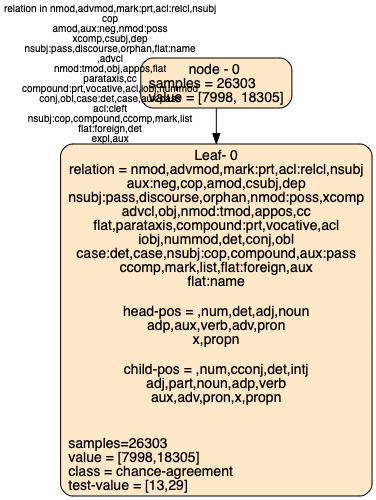 relation in nmod,advmod,mark:prt,acl:relcl,nsubj
cop
amod,aux:neg,nmod:poss
xcomp,csubj,dep
nsubj:pass,discourse,orphan,flat:name
,advcl
nmod:tmod,obj,appos,flat
parataxis,cc
compound:prt,vocative,acl,iobj,nummod
conj,obl,case:det,case,aux:pass
acl:cleft
nsubj:cop,compound,ccomp,mark,list
flat:foreign,det
expl,aux
node - 0
samples = 26303
value = [7998, 18305]
Leaf- 0
relation = nmod,advmod,mark:prt,acl:relcl,nsubj
aux:neg,cop,amod,csubj,dep
nsubj:pass,discourse,orphan,nmod:poss,xcomp
advcl,obj,nmod:tmod,appos,cc
flat,parataxis,compound:prt,vocative,acl
iobj,nummod,det,conj,obl
case:det,case,nsubj:cop,compound,aux:pass
ccomp,mark,list,flat:foreign,aux
flat:name
head-pos = ,num,det,adj,noun
adp,aux,verb,adv,pron
x,propn
child-pos = ,num,cconj,det,intj
adj,part,noun,adp,verb
aux,adv,pron,x,propn
samples=26303
value = [7998,18305]
class = chance-agreement
test-value = [13,29]